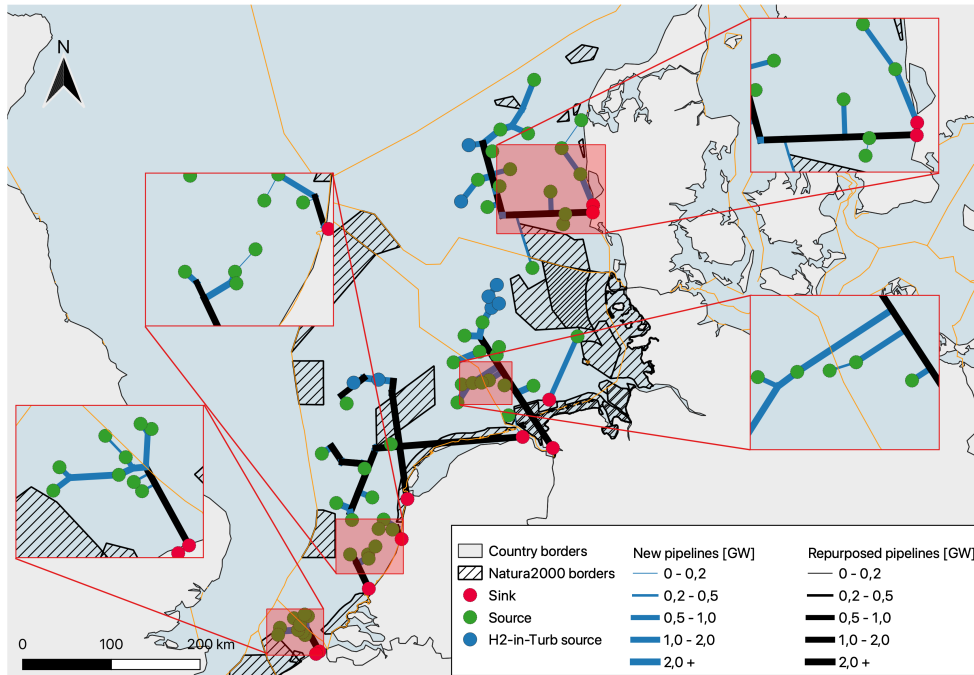 N
0
100
200 km
Country borders
Natura2000 borders
Sink
Source
H2-in-Turb source
New pipelines [GW]
0 - 0,2
0,2 - 0,5
0,5 - 1,0
1,0 - 2,0
2,0 +
Repurposed pipelines [GW]
0 - 0,2
0,2 - 0,5
0,5 - 1,0
1,0 - 2,0
2,0 +